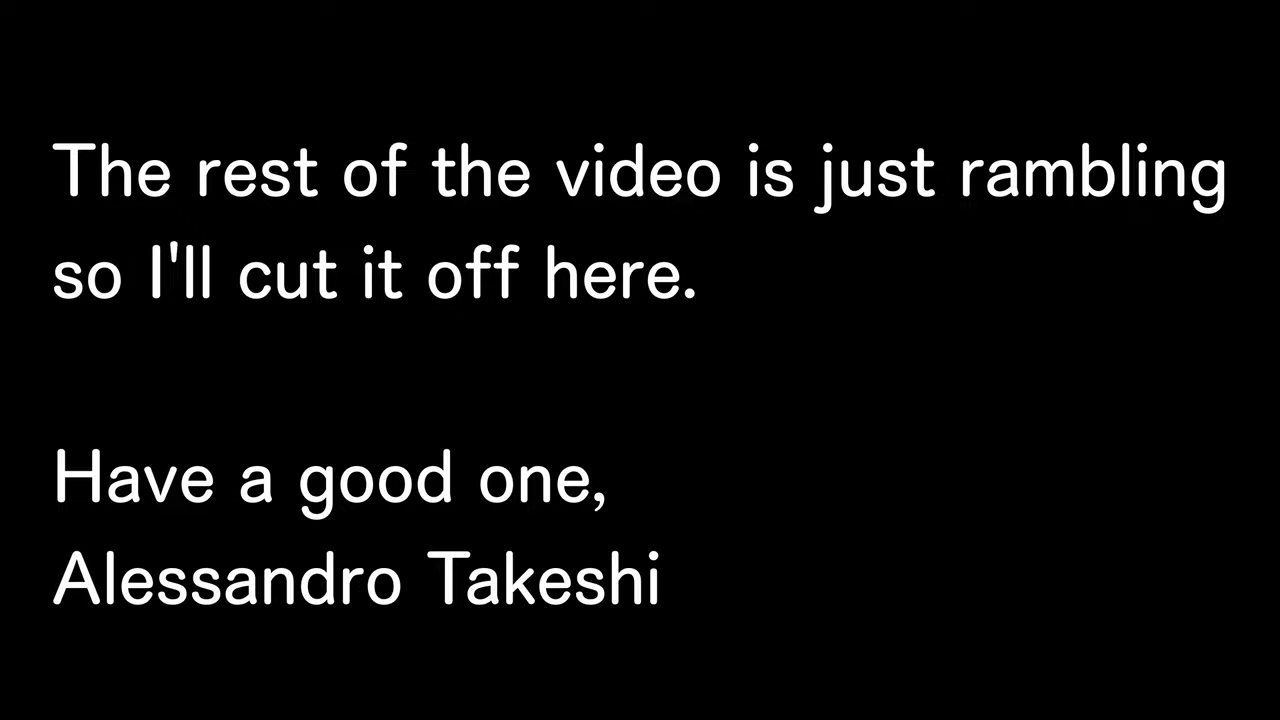 The rest of the video is just rambling
so I'll cut it off here.
Have a good one,
Alessandro Takeshi